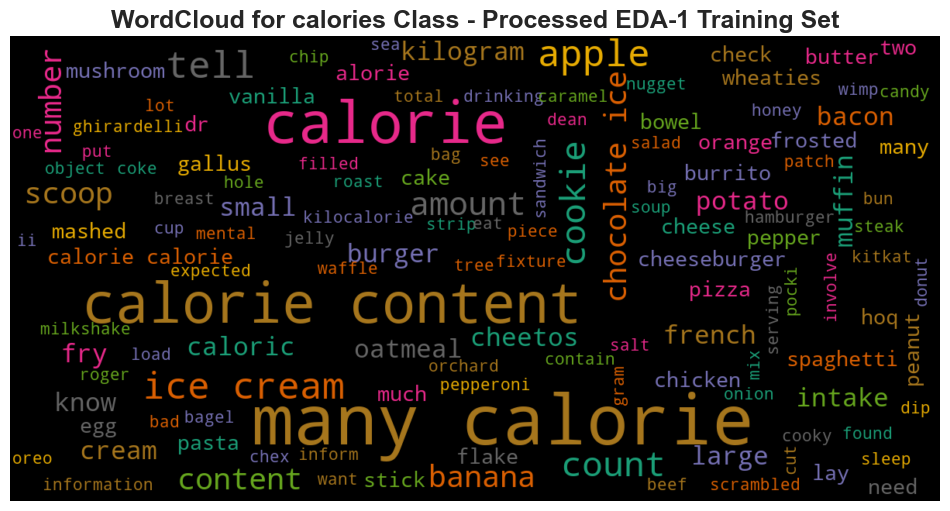 WordCloud for calories Class - Processed EDA-1 Training Set
sea
two
chip
kilogram
apple
check
butter
tell
mushroom
alorie
wheaties
nugget
number
vanilla
total
drinking
caramel
wimp
candy
lot
calorie
chocolate ice
honey
bacon
one
ghirardelli
dr
dean
bowel
put
salad
orange
frosted
many
object
coke
gallus
filled
bag
see
sandwich
cookie
patch
hole
roast
cake
burrito
muffin
scoop
breast
small
kilocalorie
amount
big
potato
bun
soup
hamburger
mashed
cup
mental
strip
eat
piece
cheese
pepper
steak
ii
jelly
calorie calorie
burger
cheeseburger
kitkat
expected
waffle
tree
fixture
pocki
involve
donut
calorie content
pizza
serving
milkshake
cheetos
salt
french
hoq
peanut
fry
load
caloric
oatmeal
contain
mix
spaghetti
roger
orchard
gram
chicken
ice cream
pepperoni
know
much
onion
intake
bad
bagel
many calorie
dip
egg
cooky
found
pasta
cream
chex
inform
flake
count
large
cut
sleep
oreo
lay
information
content
want
stick
banana
beef
scrambled
need